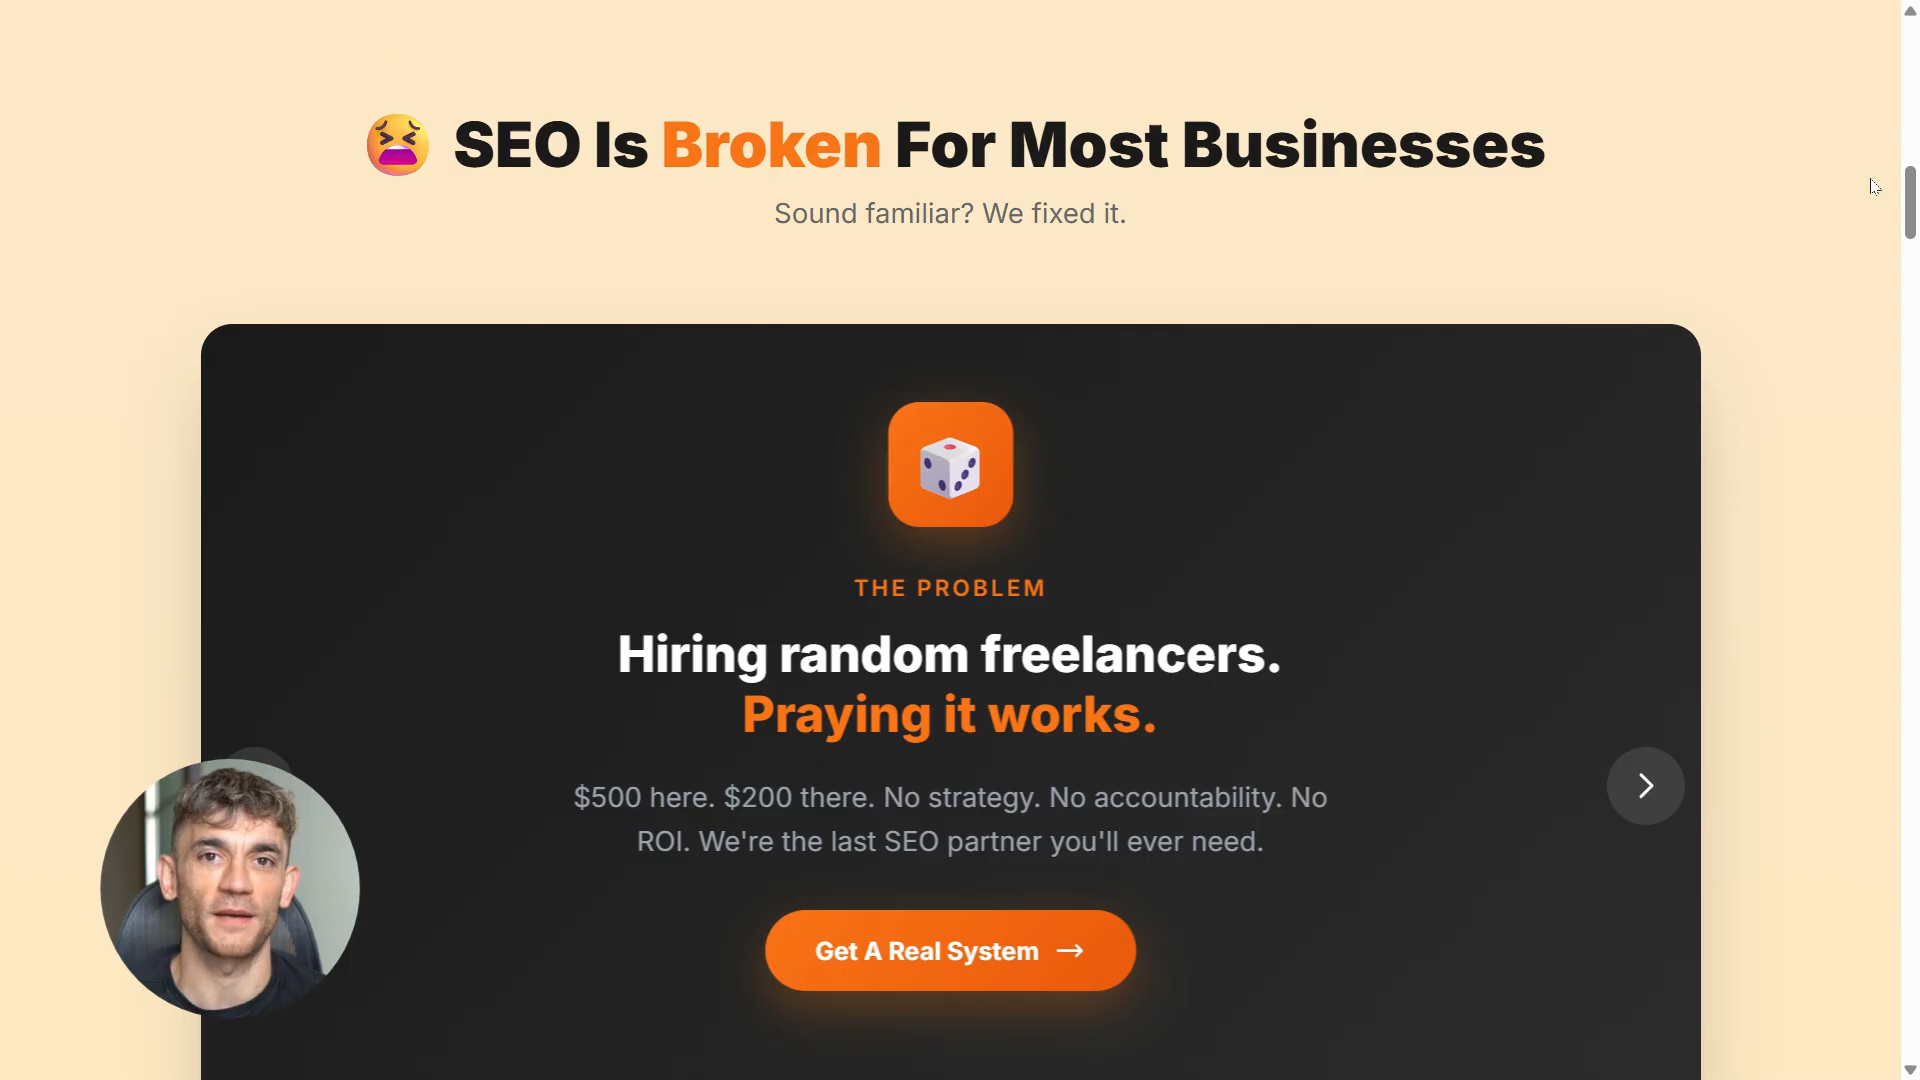 SEO Is Broken For Most Businesses
Sound familiar? We fixed it.
THE PROBLEM
Hiring random freelancers.
Praying it works.
$500 here. $200 there. No strategy. No accountability. No
ROI. We're the last SEO partner you'll ever need.
Get A Real System →